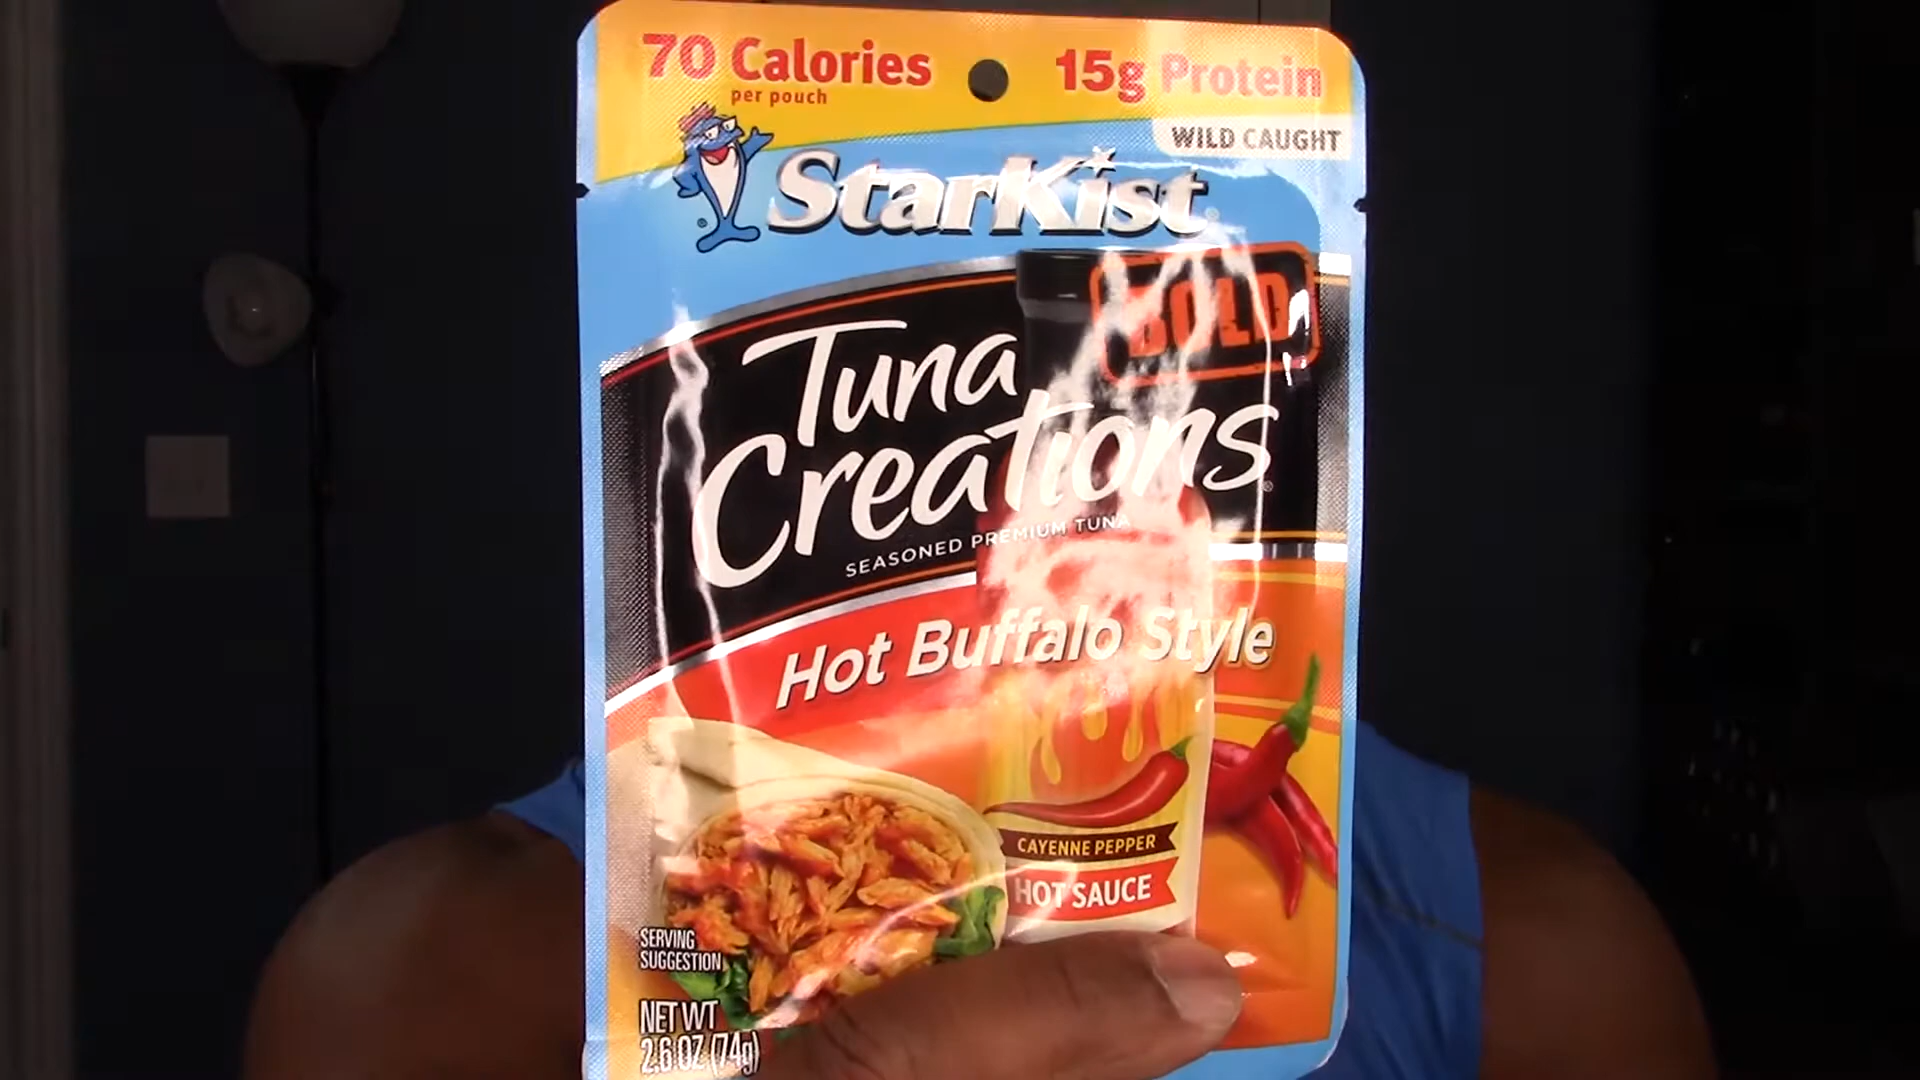 70 Calories
per pouch
15g Protein
WILD CAUGHT
StarKist
BOLD
Tuna
Creations
SEASONED PREMIUM TUNA
Hot Buffalo Style
CAYENNE PEPPER
HOT SAUCE
SERVING
SUGGESTION
NET WT
2.6 OZ (74g)